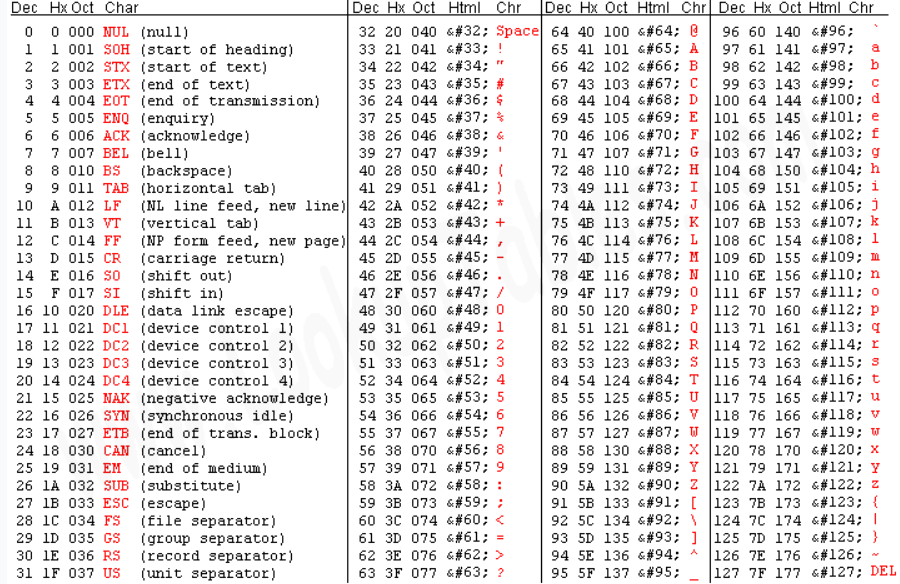 Dec Hx Oct Char Dec Hx Oct Html Chr Dec Hx Oct Html Chr Dec Hx Oct Html Chr
0 0 000 NUL (null) 32 20 040 &#32; Space 64 40 100 &#64; @ 96 60 140 &#96; `
1 1 001 SOH (start of heading) 33 21 041 &#33; ! 65 41 101 &#65; A 97 61 141 &#97; a
2 2 002 STX (start of text) 34 22 042 &#34; " 66 42 102 &#66; B 98 62 142 &#98; b
3 3 003 ETX (end of text) 35 23 043 &#35; # 67 43 103 &#67; C 99 63 143 &#99; c
4 4 004 EOT (end of transmission) 36 24 044 &#36; $ 68 44 104 &#68; D 100 64 144 &#100; d
5 5 005 ENQ (enquiry) 37 25 045 &#37; % 69 45 105 &#69; E 101 65 145 &#101; e
6 6 006 ACK (acknowledge) 38 26 046 &#38; & 70 46 106 &#70; F 102 66 146 &#102; f
7 7 007 BEL (bell) 39 27 047 &#39; ' 71 47 107 &#71; G 103 67 147 &#103; g
8 8 010 BS (backspace) 40 28 050 &#40; ( 72 48 110 &#72; H 104 68 150 &#104; h
9 9 011 TAB (horizontal tab) 41 29 051 &#41; ) 73 49 111 &#73; I 105 69 151 &#105; i
10 A 012 LF (NL line feed, new line) 42 2A 052 &#42; * 74 4A 112 &#74; J 106 6A 152 &#106; j
11 B 013 VT (vertical tab) 43 2B 053 &#43; + 75 4B 113 &#75; K 107 6B 153 &#107; k
12 C 014 FF (NP form feed, new page) 44 2C 054 &#44; , 76 4C 114 &#76; L 108 6C 154 &#108; l
13 D 015 CR (carriage return) 45 2D 055 &#45; - 77 4D 115 &#77; M 109 6D 155 &#109; m
14 E 016 SO (shift out) 46 2E 056 &#46; . 78 4E 116 &#78; N 110 6E 156 &#110; n
15 F 017 SI (shift in) 47 2F 057 &#47; / 79 4F 117 &#79; O 111 6F 157 &#111; o
16 10 020 DLE (data link escape) 48 30 060 &#48; 0 80 50 120 &#80; P 112 70 160 &#112; p
17 11 021 DC1 (device control 1) 49 31 061 &#49; 1 81 51 121 &#81; Q 113 71 161 &#113; q
18 12 022 DC2 (device control 2) 50 32 062 &#50; 2 82 52 122 &#82; R 114 72 162 &#114; r
19 13 023 DC3 (device control 3) 51 33 063 &#51; 3 83 53 123 &#83; S 115 73 163 &#115; s
20 14 024 DC4 (device control 4) 52 34 064 &#52; 4 84 54 124 &#84; T 116 74 164 &#116; t
21 15 025 NAK (negative acknowledge) 53 35 065 &#53; 5 85 55 125 &#85; U 117 75 165 &#117; u
22 16 026 SYN (synchronous idle) 54 36 066 &#54; 6 86 56 126 &#86; V 118 76 166 &#118; v
23 17 027 ETB (end of trans. block) 55 37 067 &#55; 7 87 57 127 &#87; W 119 77 167 &#119; w
24 18 030 CAN (cancel) 56 38 070 &#56; 8 88 58 130 &#88; X 120 78 170 &#120; x
25 19 031 EM (end of medium) 57 39 071 &#57; 9 89 59 131 &#89; Y 121 79 171 &#121; y
26 1A 032 SUB (substitute) 58 3A 072 &#58; : 90 5A 132 &#90; Z 122 7A 172 &#122; z
27 1B 033 ESC (escape) 59 3B 073 &#59; ; 91 5B 133 &#91; [ 123 7B 173 &#123; {
28 1C 034 FS (file separator) 60 3C 074 &#60; < 92 5C 134 &#92; \ 124 7C 174 &#124; |
29 1D 035 GS (group separator) 61 3D 075 &#61; = 93 5D 135 &#93; ] 125 7D 175 &#125; }
30 1E 036 RS (record separator) 62 3E 076 &#62; > 94 5E 136 &#94; ^ 126 7E 176 &#126; ~
31 1F 037 US (unit separator) 63 3F 077 &#63; ? 95 5F 137 &#95; _ 127 7F 177 &#127; DEL